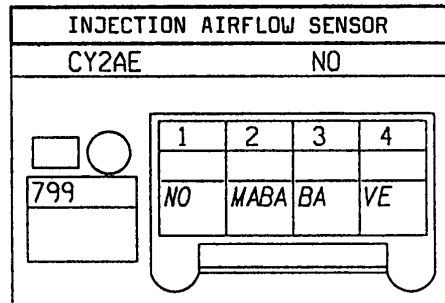 INJECTION AIRFLOW SENSOR
CY2AE NO
1 2 3 4
799
NO MABA BA VE